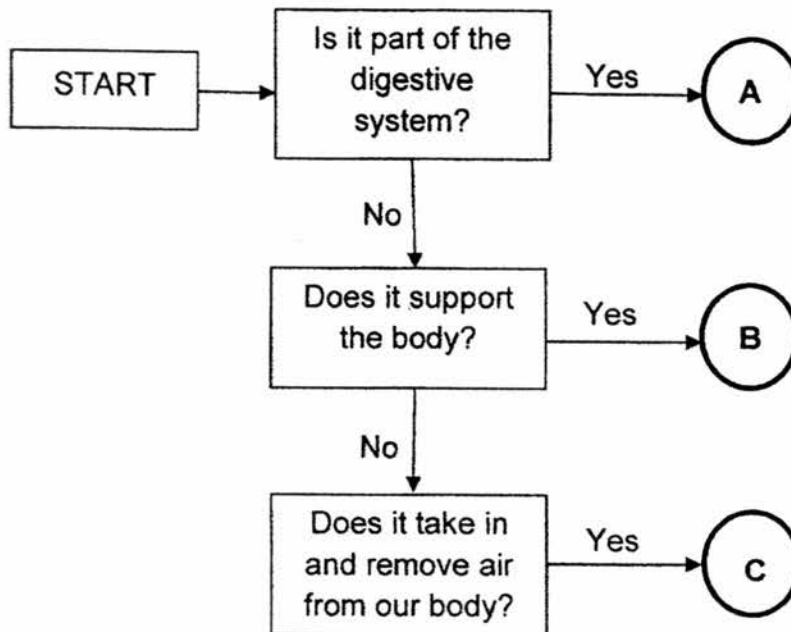 START
Is it part of the
digestive
system?
Yes
A
No
Does it support
the body?
Yes
B
No
Does it take in
and remove air
from our body?
Yes
C